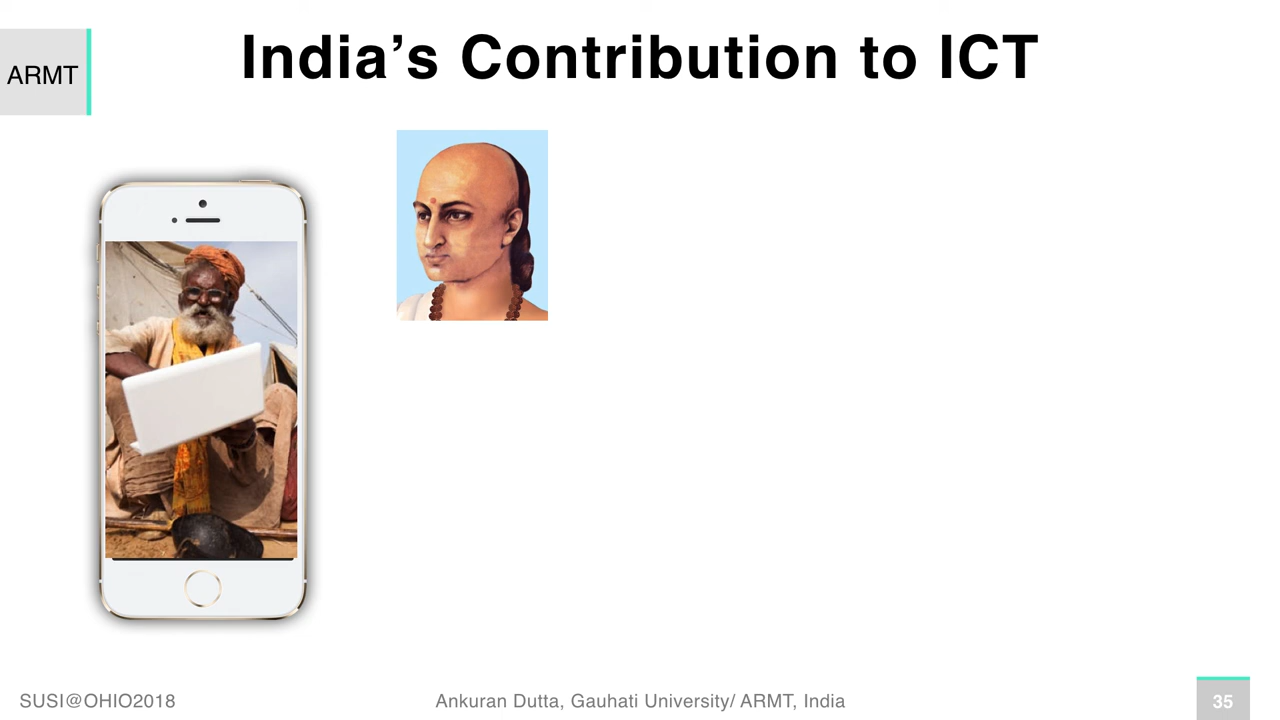 India’s Contribution to ICT
ARMT
SUSI@OHIO2018
Ankuran Dutta, Gauhati University/ ARMT, India
35